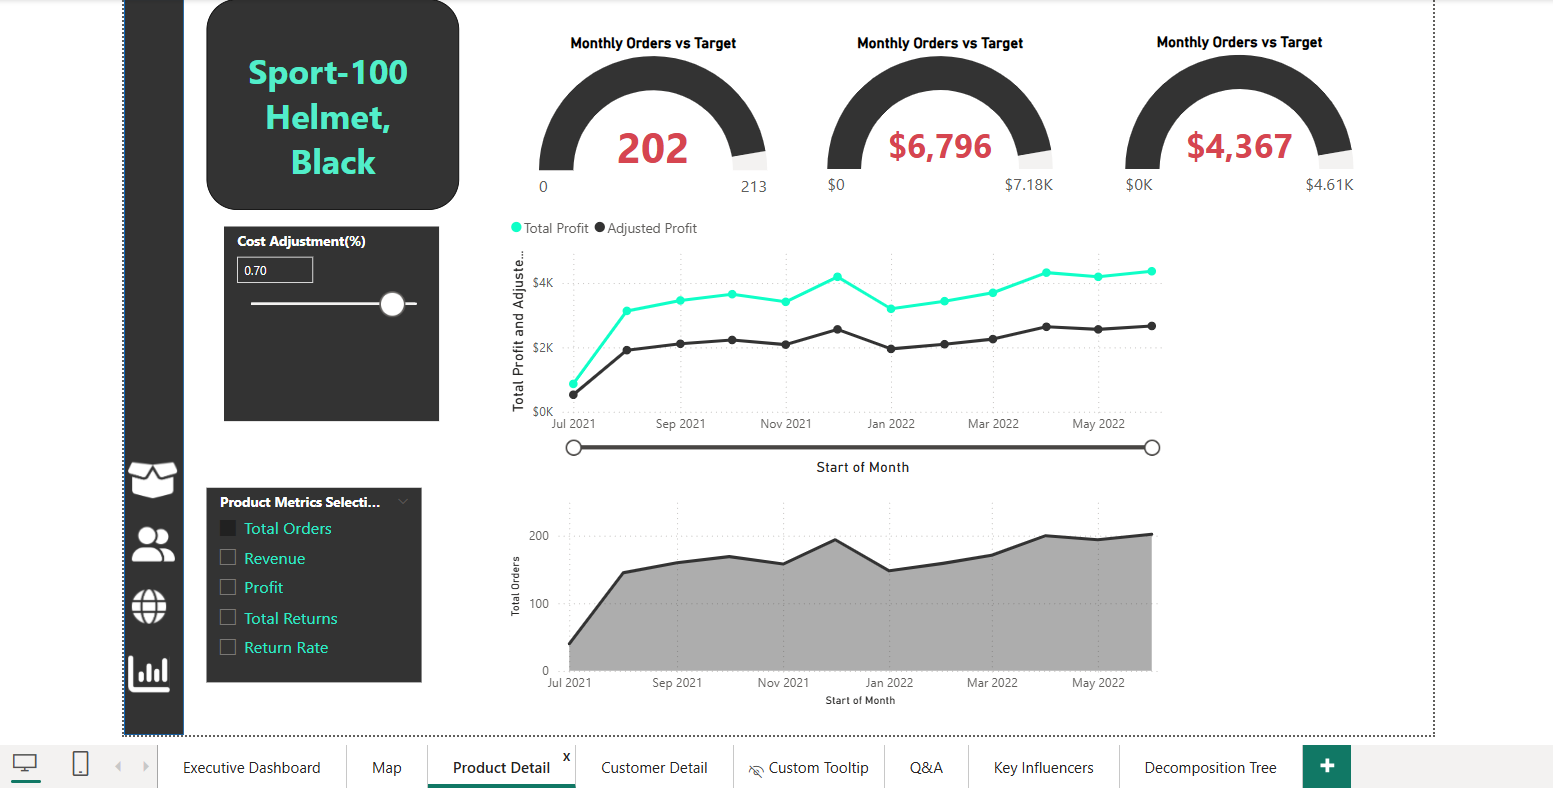 Sport-100
Helmet,
Black
Monthly Orders vs Target
202
0
213
Monthly Orders vs Target
$6,796
$0
$7.18K
Monthly Orders vs Target
$4,367
$0K
$4.61K
Cost Adjustment(%)
0.70
Total Profit
Adjusted Profit
Total Profit and Adjuste...
$4K
$2K
$0K
Jul 2021
Sep 2021
Nov 2021
Jan 2022
Mar 2022
May 2022
Start of Month
Product Metrics Selecti...
Total Orders
Revenue
Profit
Total Returns
Return Rate
Total Orders
200
100
0
Jul 2021
Sep 2021
Nov 2021
Jan 2022
Mar 2022
May 2022
Start of Month
Executive Dashboard
Map
Product Detail
x
Customer Detail
Custom Tooltip
Q&A
Key Influencers
Decomposition Tree
+